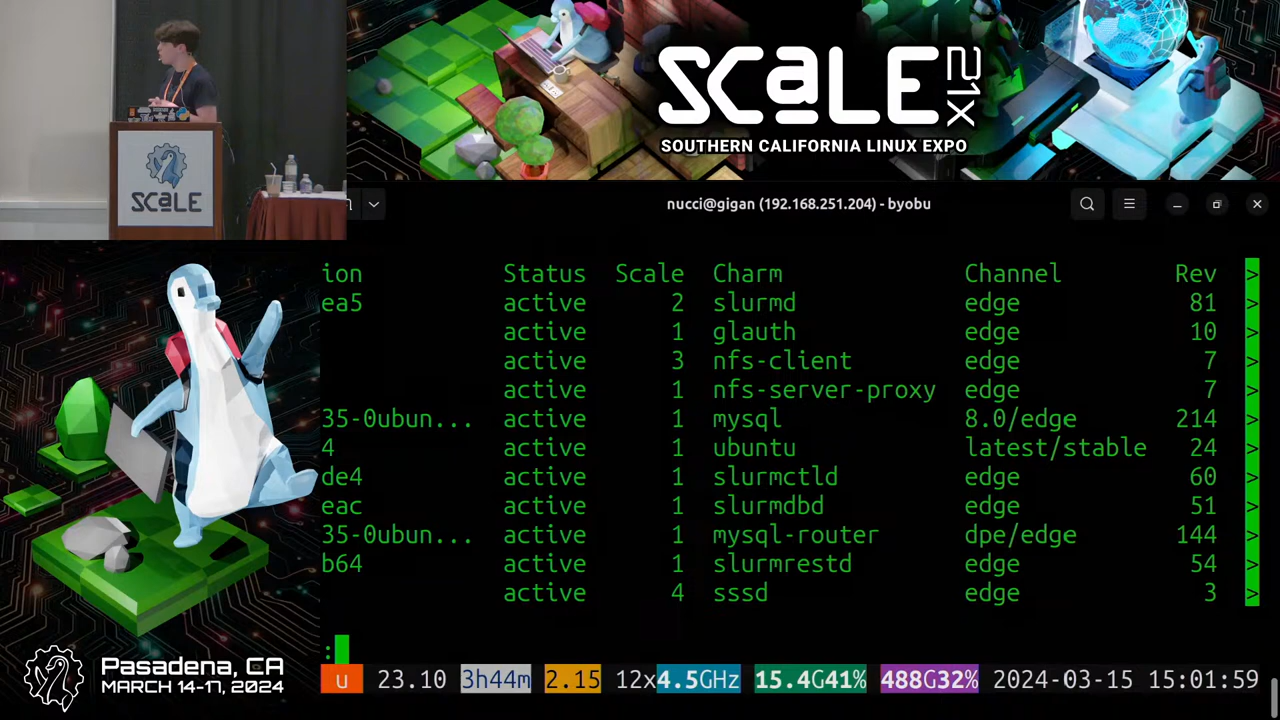 SCaLE 21X
SOUTHERN CALIFORNIA LINUX EXPO
SCaLE
nucci@gigan (192.168.251.204) - byobu
ion Status Scale Charm Channel Rev >
ea5 active 2 slurmd edge 81 >
active 1 glauth edge 10 >
active 3 nfs-client edge 7 >
active 1 nfs-server-proxy edge 7 >
35-0ubun... active 1 mysql 8.0/edge 214 >
4 active 1 ubuntu latest/stable 24 >
de4 active 1 slurmctld edge 60 >
eac active 1 slurmdbd edge 51 >
35-0ubun... active 1 mysql-router dpe/edge 144 >
b64 active 1 slurmrestd edge 54 >
active 4 sssd edge 3 >
:
u 23.10 3h44m 2.15 12x4.5GHz 15.4G41% 488G32% 2024-03-15 15:01:59
Pasadena, CA
MARCH 14-17, 2024